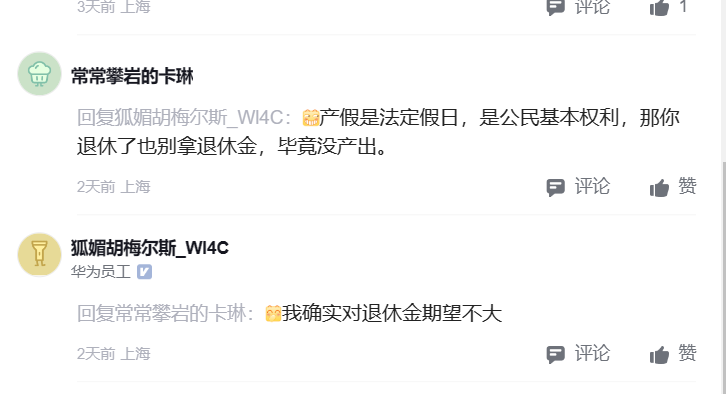 3天前 上海
评论
1
常常攀岩的卡琳
回复狐媚胡梅尔斯_Wl4C：产假是法定假日，是公民基本权利，那你
退休了也别拿退休金，毕竟没产出。
2天前 上海
评论
赞
狐媚胡梅尔斯_Wl4C
华为员工
回复常常攀岩的卡琳：我确实对退休金期望不大
2天前 上海
评论
赞